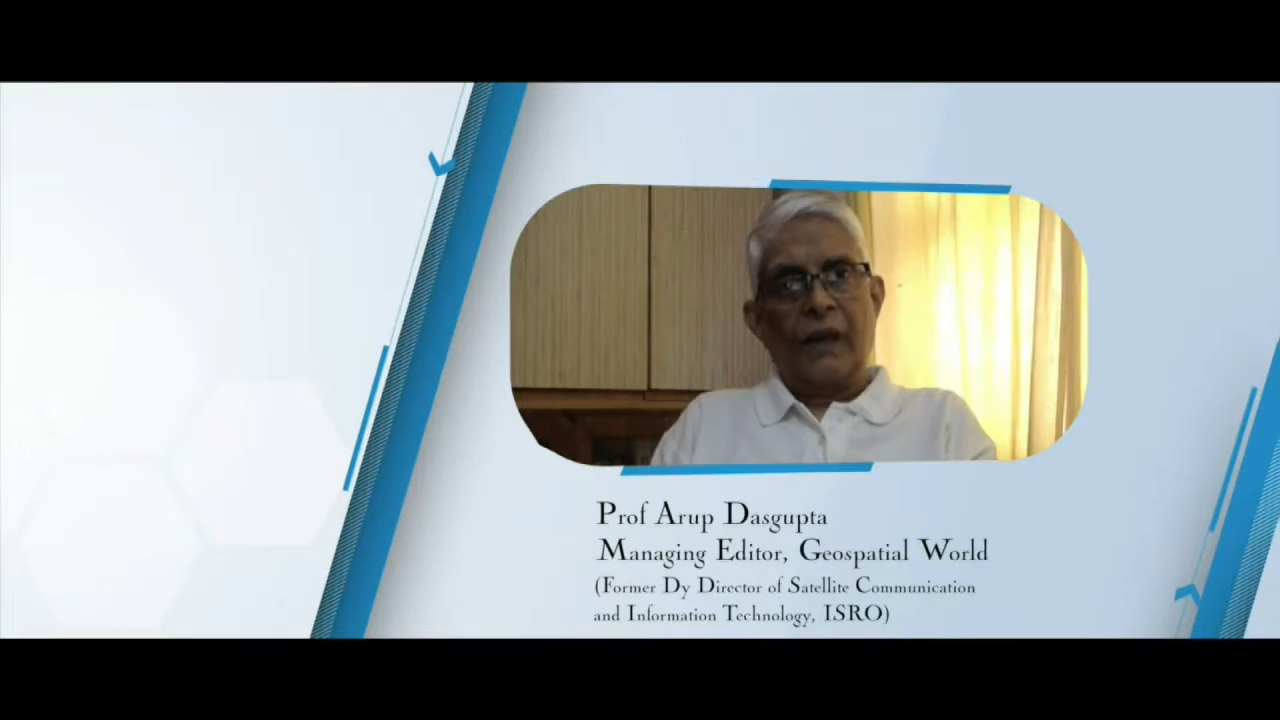 Prof Arup Dasgupta
Managing Editor, Geospatial World
(Former Dy Director of Satellite Communication
and Information Technology, ISRO)